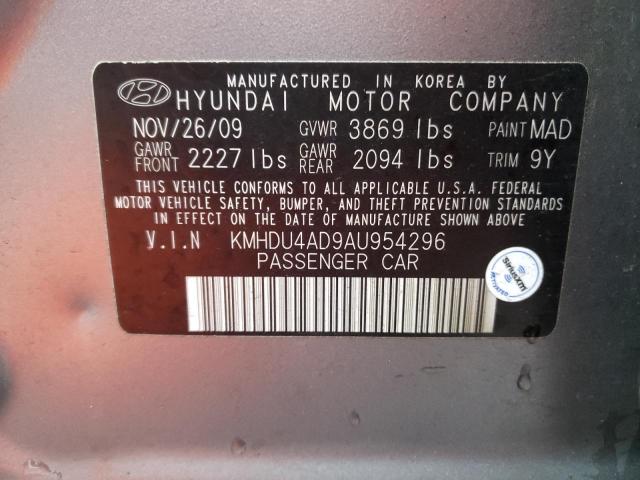 MANUFACTURED IN KOREA BY
HYUNDAI MOTOR COMPANY
NOV/26/09 GVWR 3869 lbs PAINT MAD
GAWR FRONT 2227 lbs GAWR REAR 2094 lbs TRIM 9Y
THIS VEHICLE CONFORMS TO ALL APPLICABLE U.S.A. FEDERAL
MOTOR VEHICLE SAFETY, BUMPER, AND THEFT PREVENTION STANDARDS
IN EFFECT ON THE DATE OF MANUFACTURE SHOWN ABOVE
V.I.N KMHDU4AD9AU954296
PASSENGER CAR
SiriusXM
ACTIVATED